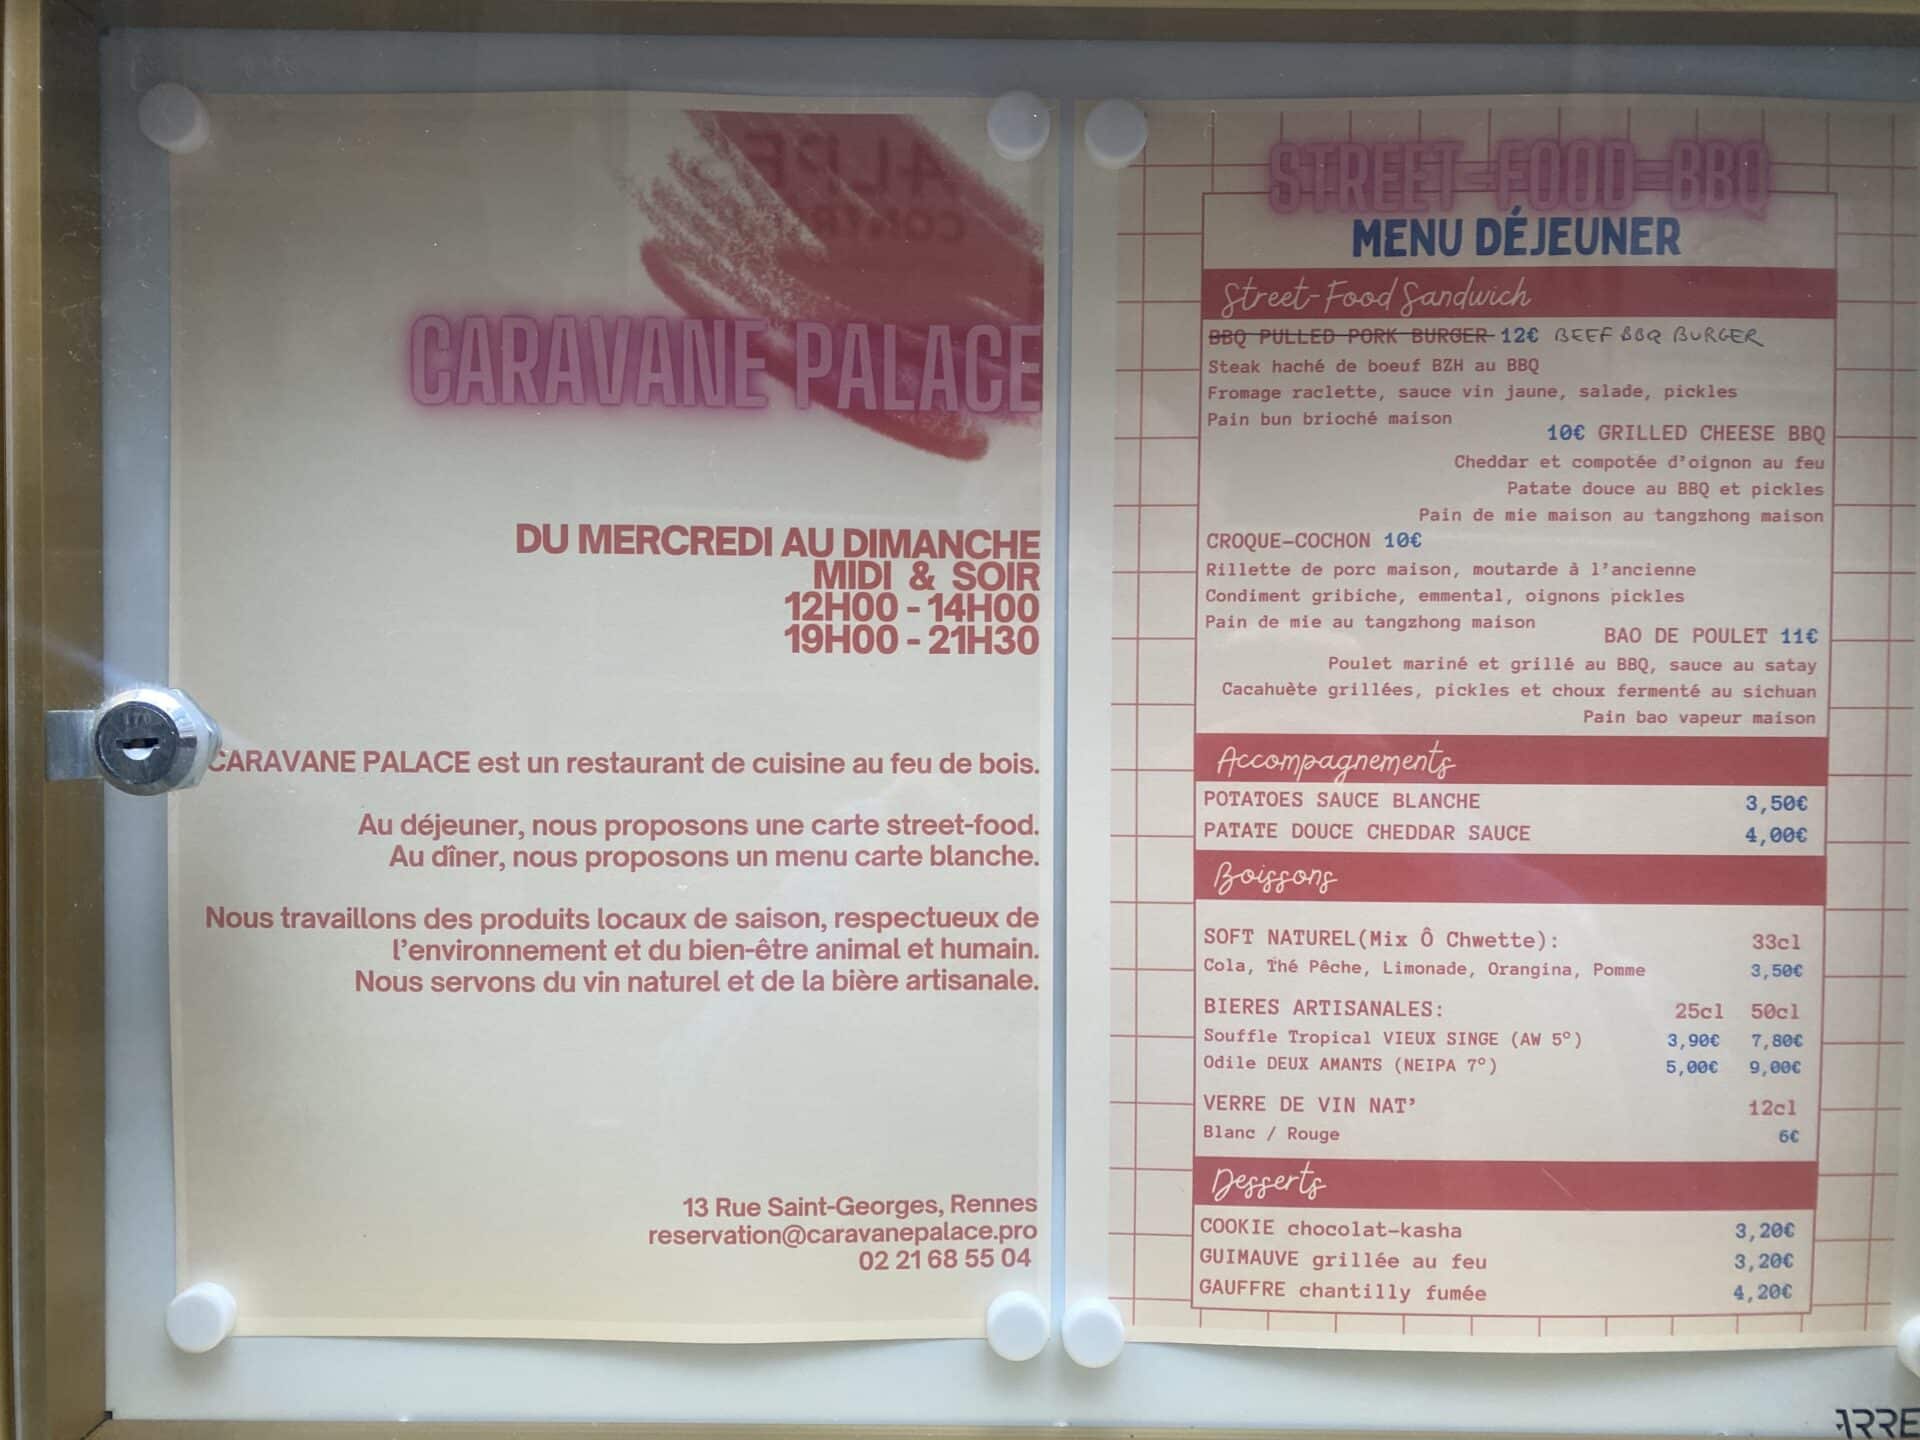 CARAVANE PALACE
DU MERCREDI AU DIMANCHE
MIDI & SOIR
12H00 - 14H00
19H00 - 21H30
CARAVANE PALACE est un restaurant de cuisine au feu de bois.
Au déjeuner, nous proposons une carte street-food.
Au dîner, nous proposons un menu carte blanche.
Nous travaillons des produits locaux de saison, respectueux de
l'environnement et du bien-être animal et humain.
Nous servons du vin naturel et de la bière artisanale.
13 Rue Saint-Georges, Rennes
reservation@caravanepalace.pro
02 21 68 55 04
STREET-FOOD-BBQ
MENU DÉJEUNER
Street-Food Sandwich
BBQ PULLED PORK BURGER 12€ BEEF BBQ BURGER
Steak haché de boeuf BZH au BBQ
Fromage raclette, sauce vin jaune, salade, pickles
Pain bun brioché maison
10€ GRILLED CHEESE BBQ
Cheddar et compotée d'oignon au feu
Patate douce au BBQ et pickles
Pain de mie maison au tangzhong maison
CROQUE-COCHON 10€
Rillette de porc maison, moutarde à l'ancienne
Condiment gribiche, emmental, oignons pickles
Pain de mie au tangzhong maison
BAO DE POULET 11€
Poulet mariné et grillé au BBQ, sauce au satay
Cacahuète grillées, pickles et choux fermenté au sichuan
Pain bao vapeur maison
Accompagnements
POTATOES SAUCE BLANCHE 3,50€
PATATE DOUCE CHEDDAR SAUCE 4,00€
Boissons
SOFT NATUREL(Mix Ô Chwette): 33cl
Cola, Thé Pêche, Limonade, Orangina, Pomme 3,50€
BIERES ARTISANALES: 25cl 50cl
Souffle Tropical VIEUX SINGE (AW 5°) 3,90€ 7,80€
Odile DEUX AMANTS (NEIPA 7°) 5,00€ 9,00€
VERRE DE VIN NAT' 12cl
Blanc / Rouge 6€
Desserts
COOKIE chocolat-kasha 3,20€
GUIMAUVE grillée au feu 3,20€
GAUFFRE chantilly fumée 4,20€
170